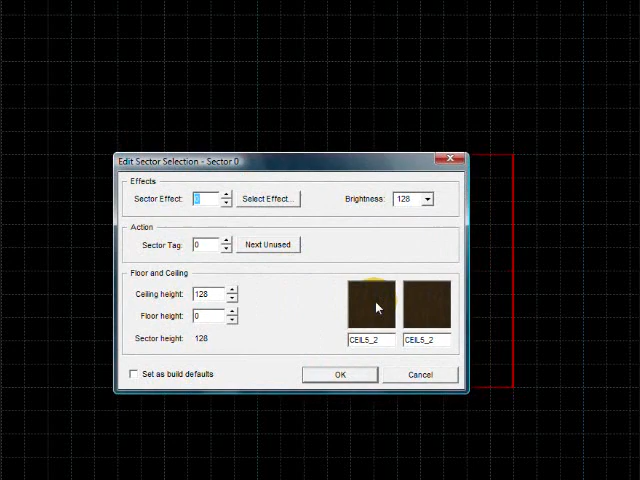 Edit Sector Selection - Sector 0
Effects
Sector Effect: 0 Select Effect... Brightness: 128
Action
Sector Tag: 0 Next Unused
Floor and Ceiling
Ceiling height: 128
Floor height: 0
Sector height: 128
CEIL5_2 CEIL5_2
Set as build defaults OK Cancel